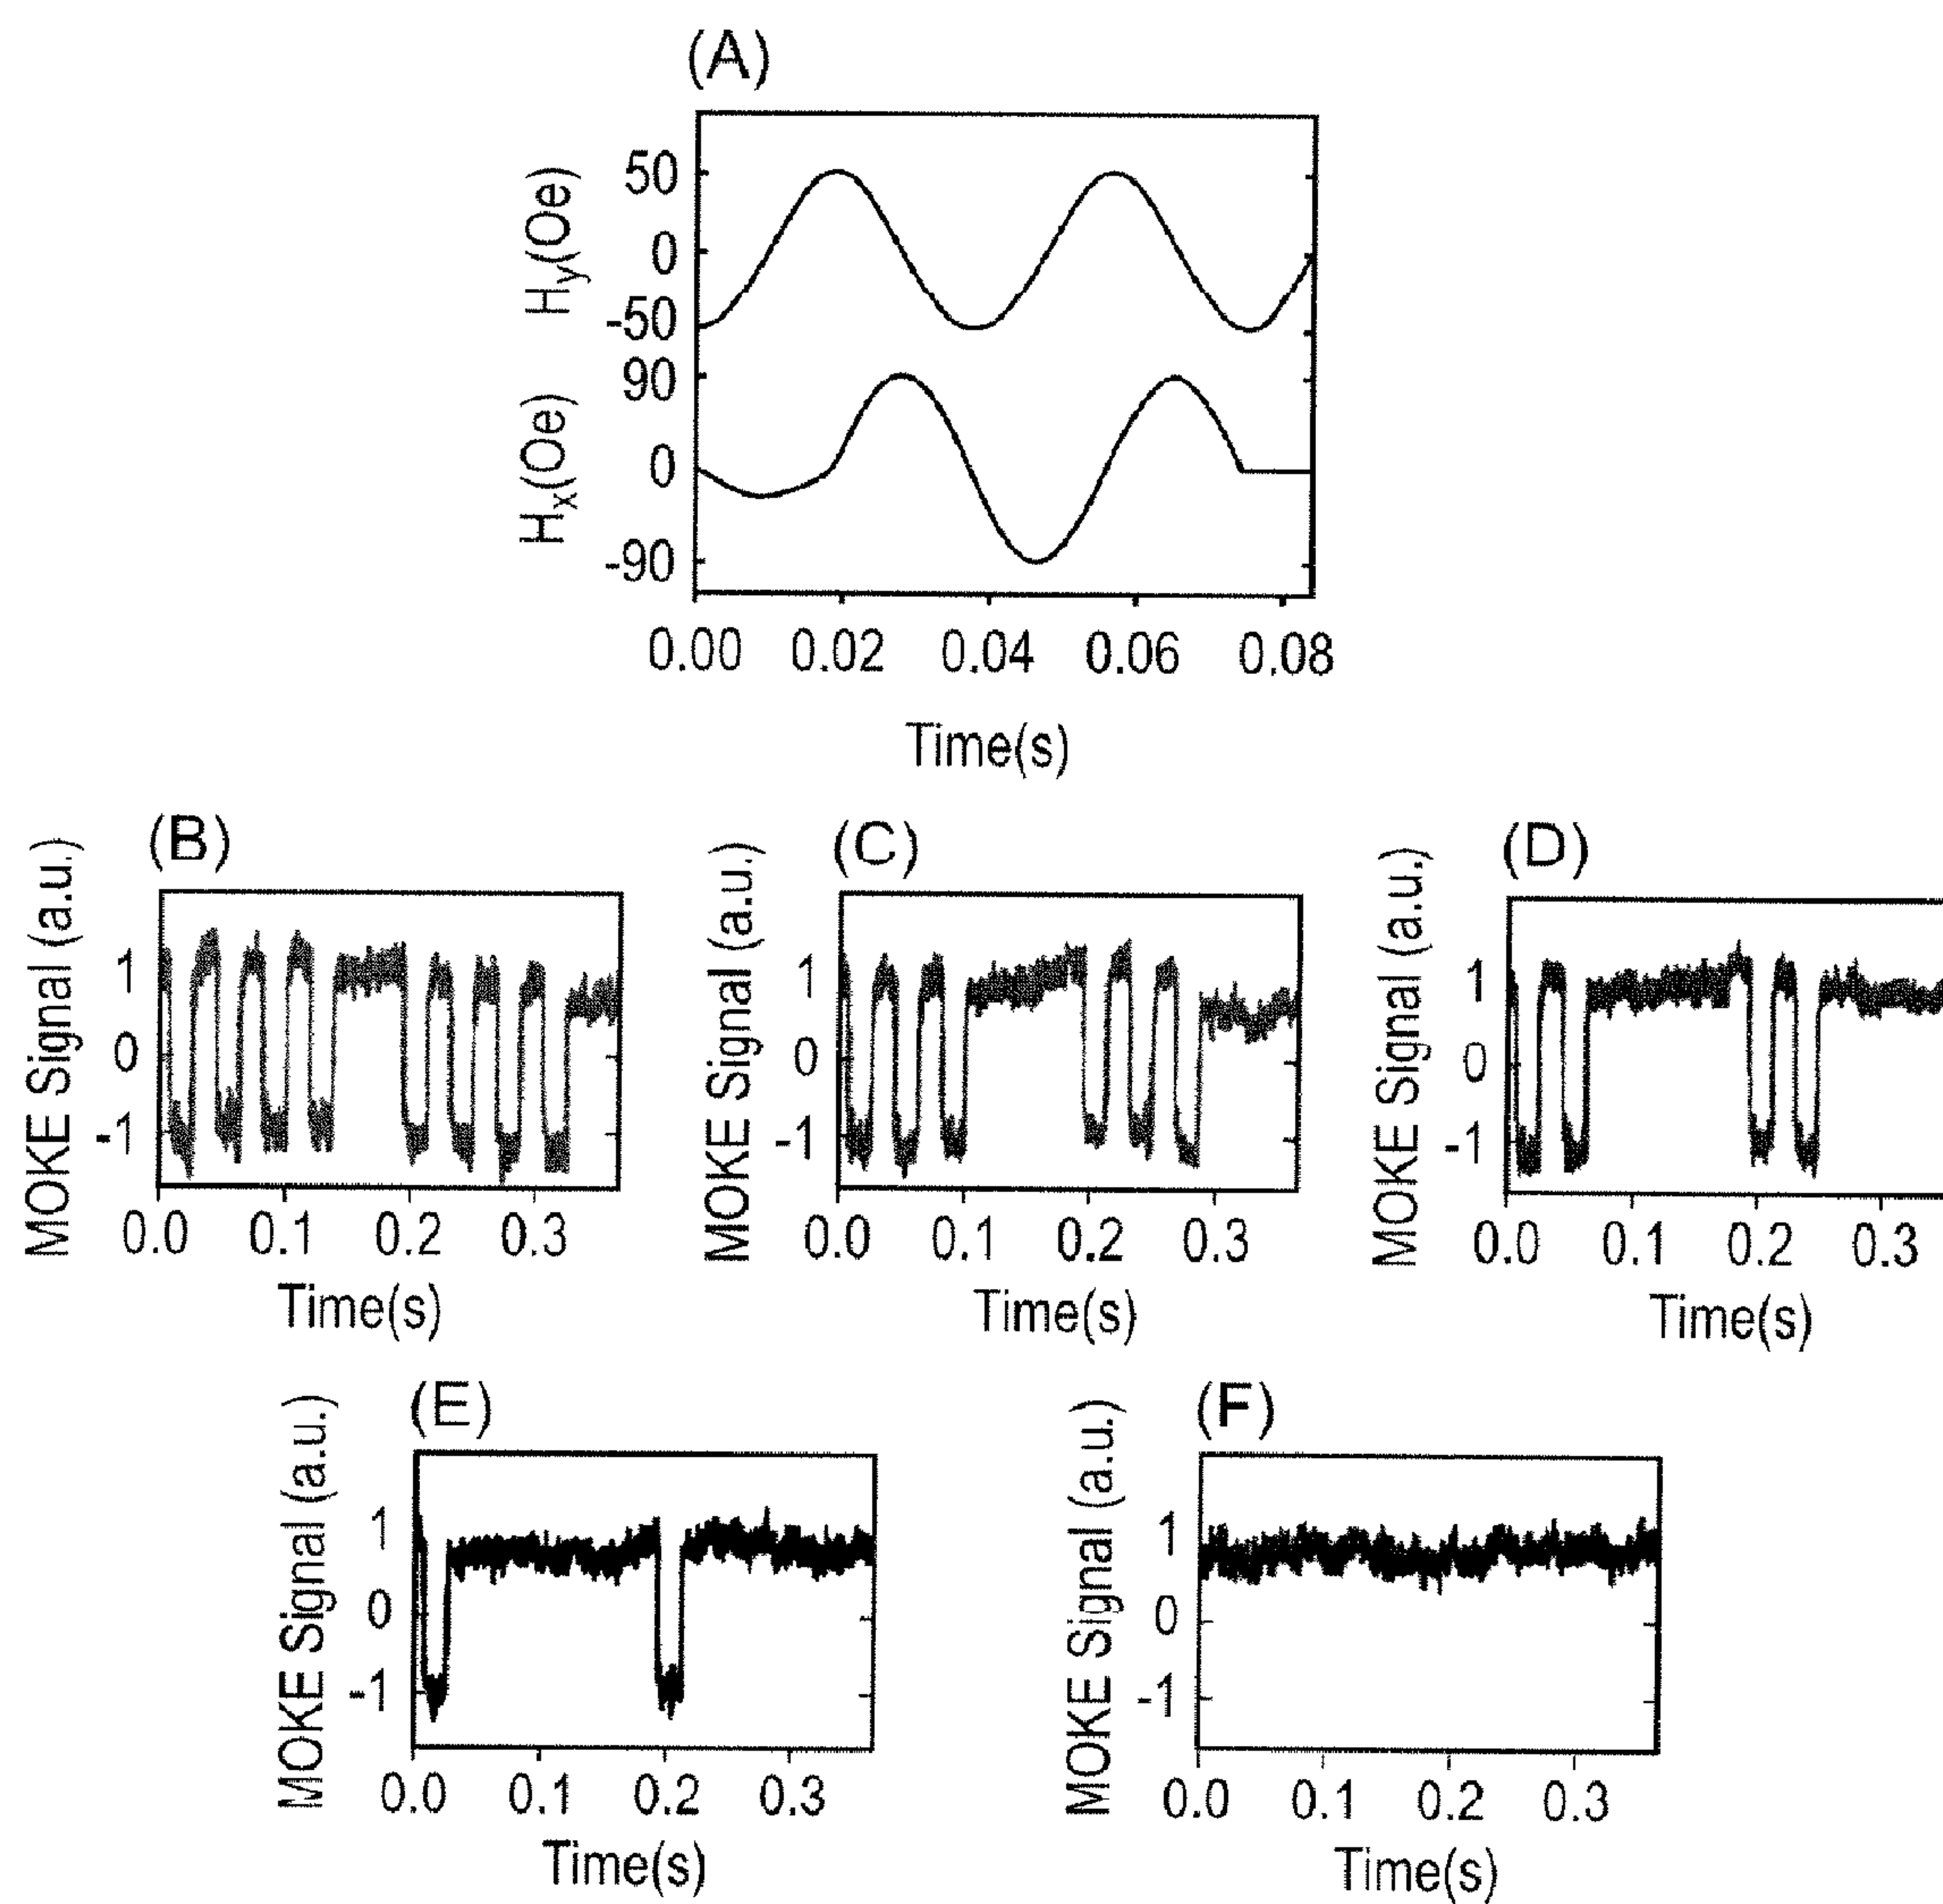 (A)
Hy(Oe)
50
0
-50
Hx(Oe)
90
0
-90
0.00 0.02 0.04 0.06 0.08
Time(s)
(B)
MOKE Signal (a.u.)
1
0
-1
0.0 0.1 0.2 0.3
Time(s)
(C)
MOKE Signal (a.u.)
1
0
-1
0.0 0.1 0.2 0.3
Time(s)
(D)
MOKE Signal (a.u.)
1
0
-1
0.0 0.1 0.2 0.3
Time(s)
(E)
MOKE Signal (a.u.)
1
0
-1
0.0 0.1 0.2 0.3
Time(s)
(F)
MOKE Signal (a.u.)
1
0
-1
0.0 0.1 0.2 0.3
Time(s)